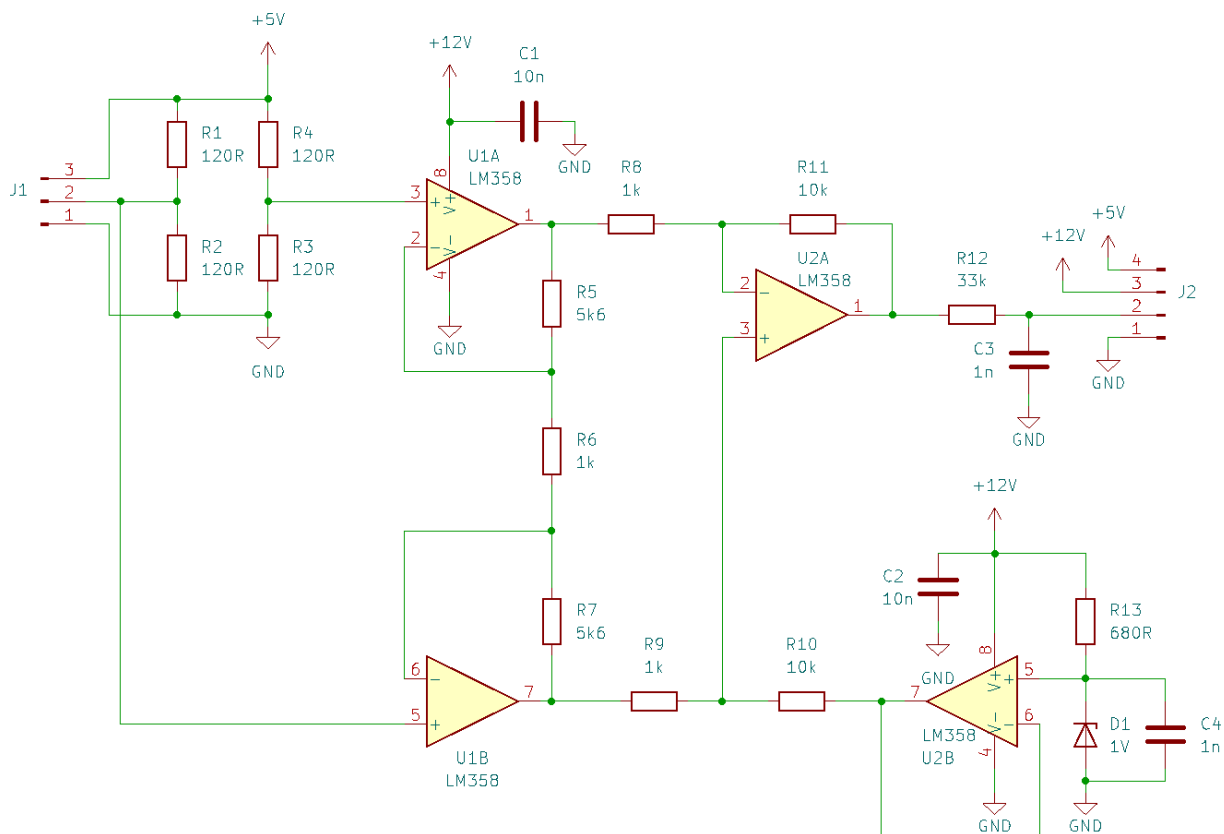 +5V
+12V
C1
10n
GND
R1
120R
R4
120R
J1
3
2
1
R2
120R
R3
120R
GND
U1A
LM358
8
V+
3
+
2
−
V-
4
1
GND
R8
1k
R11
10k
R5
5k6
U2A
LM358
2
−
3
+
1
R12
33k
+5V
+12V
4
3
2
1
J2
GND
C3
1n
GND
R6
1k
R7
5k6
6
−
5
+
7
U1B
LM358
R9
1k
R10
10k
+12V
C2
10n
GND
R13
680R
8
V+
7
5
+
6
−
V-
4
LM358
U2B
GND
D1
1V
C4
1n
GND